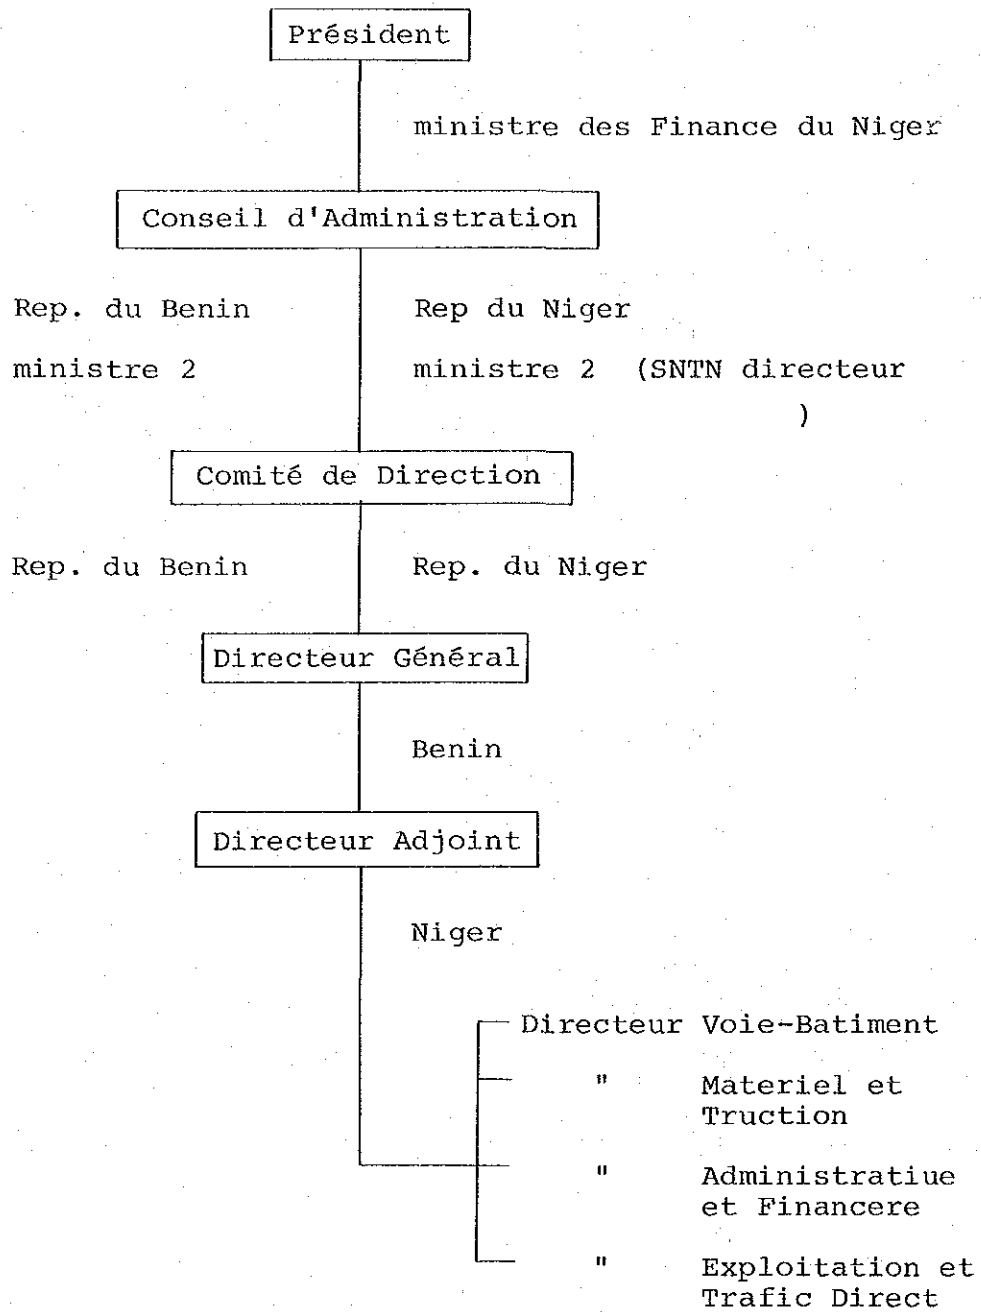 Président
ministre des Finance du Niger
Conseil d'Administration
Rep. du Benin Rep du Niger
ministre 2 ministre 2 (SNTN directeur
)
Comité de Direction
Rep. du Benin Rep. du Niger
Directeur Général
Benin
Directeur Adjoint
Niger
Directeur Voie-Batiment
" Materiel et
Truction
" Administratiue
et Financere
" Exploitation et
Trafic Direct